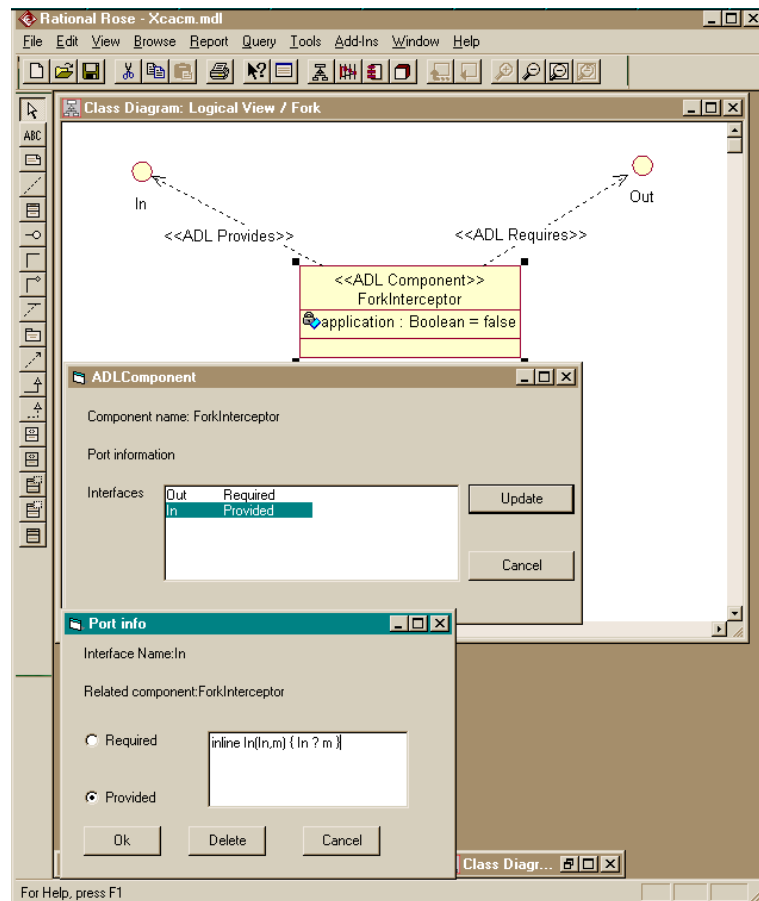 Rational Rose - Xcacm.mdl
File Edit View Browse Report Query Tools Add-Ins Window Help
Class Diagram: Logical View / Fork
ABC
In
Out
<<ADL Provides>>
<<ADL Requires>>
<<ADL Component>>
ForkInterceptor
application : Boolean = false
ADLComponent
Component name: ForkInterceptor
Port information
Interfaces
Out Required
In Provided
Update
Cancel
Port info
Interface Name:In
Related component:ForkInterceptor
Required
inline In(In,m) { In ? m }
Provided
Ok Delete Cancel
Class Diagr...
For Help, press F1